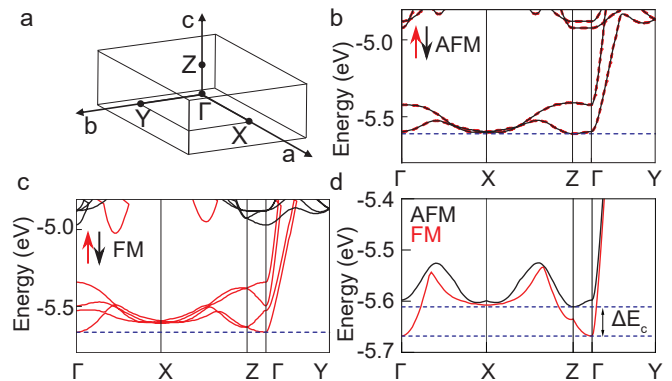 a
c
Z
Γ
b
Y
X
a
b
Energy (eV)
-5.0
-5.5
AFM
Γ X Z Γ Y
c
Energy (eV)
-5.0
-5.5
FM
Γ X Z Γ Y
d
Energy (eV)
-5.4
-5.5
-5.6
-5.7
AFM
FM
ΔE_c
Γ X Z Γ Y